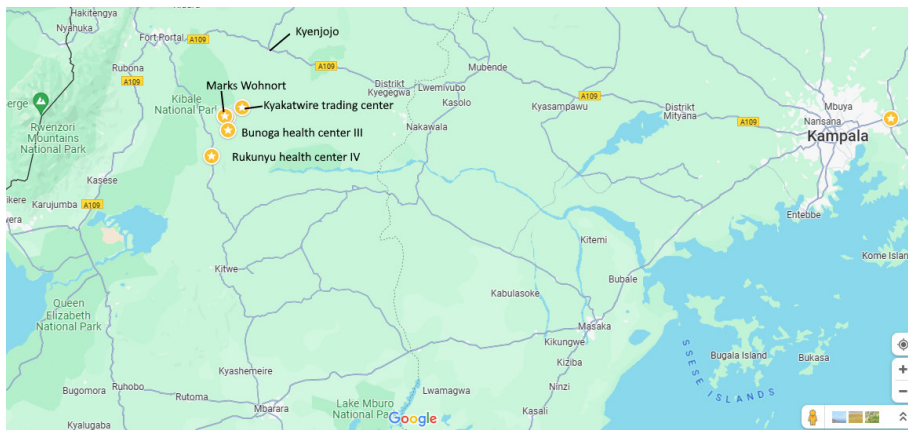 Hakitengya
Nyahuka
Fort Portal
A109
Kyenjojo
Rubona
A109
Kibale
National Park
Marks Wohnort
Kyakatwire trading center
Bunoga health center III
Rukunyu health center IV
Rwenzori
Mountains
National Park
Kasese
A109
Karujumba
Distrikt
Kyegegwa
Mubende
Lwemivubo
Kasolo
Nakawala
A109
Kyasampawu
Distrikt
Mityana
A109
Mbuya
Narisana
Kampala
Entebbe
Kome Islan
Kitwe
Kitemi
Bubale
Kabulasoke
Masaka
Kikungwe
Kiziba
Ninzi
Kasali
Queen
Elizabeth
National Park
Bugomora
Ruhobo
Rutoma
Kyashemeire
Mbarara
Kyalugaba
Lake Mburo
National Par
Lwamagwa
Bugala Island
Bukasa
SSESE ISLANDS
Google